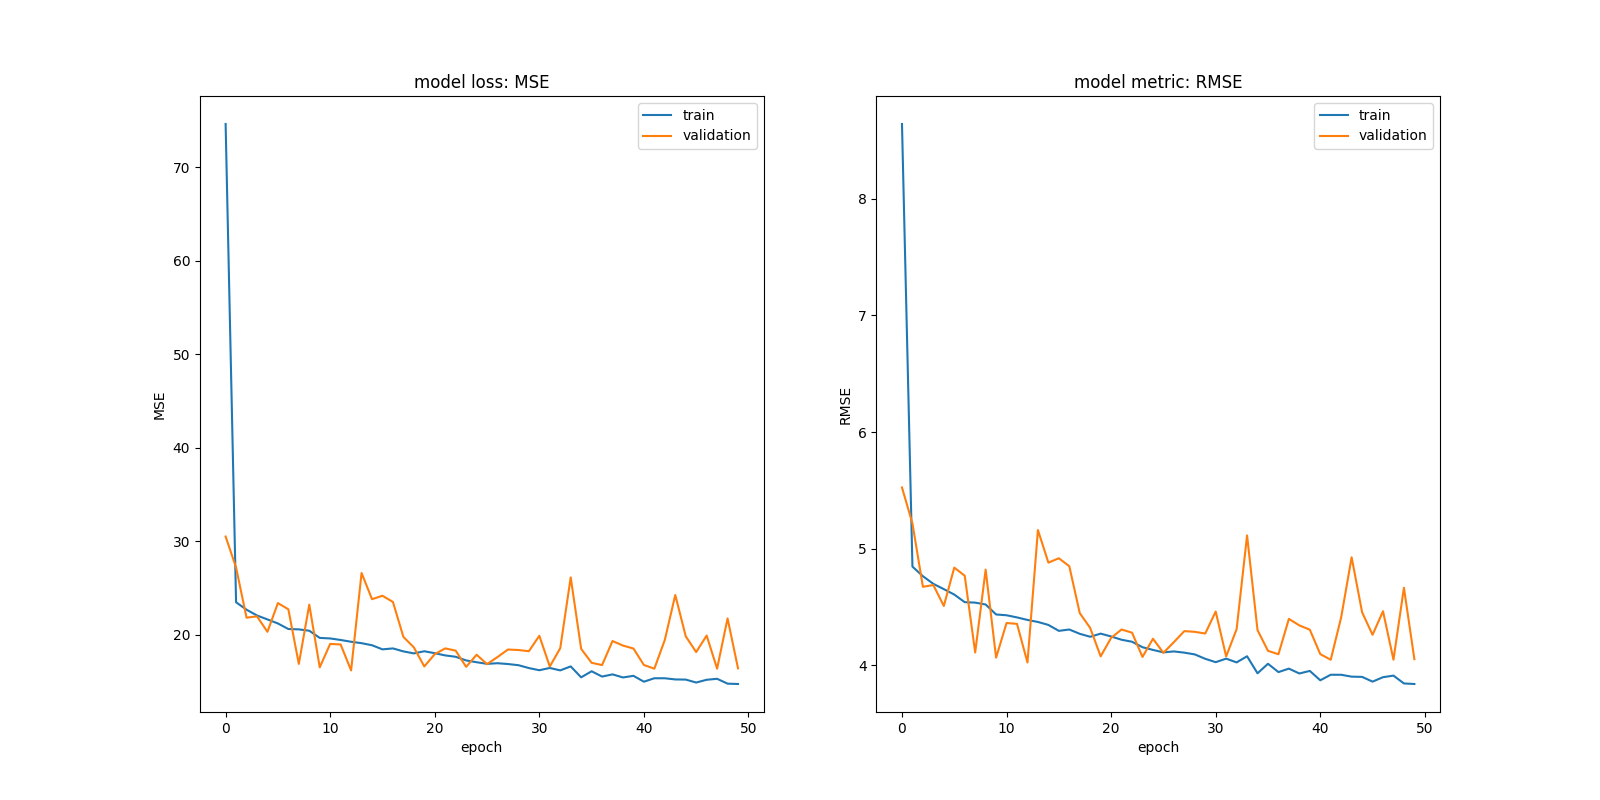 model loss: MSE
train
validation
70
60
50
40
30
20
MSE
0 10 20 30 40 50
epoch
model metric: RMSE
train
validation
8
7
6
5
4
RMSE
0 10 20 30 40 50
epoch